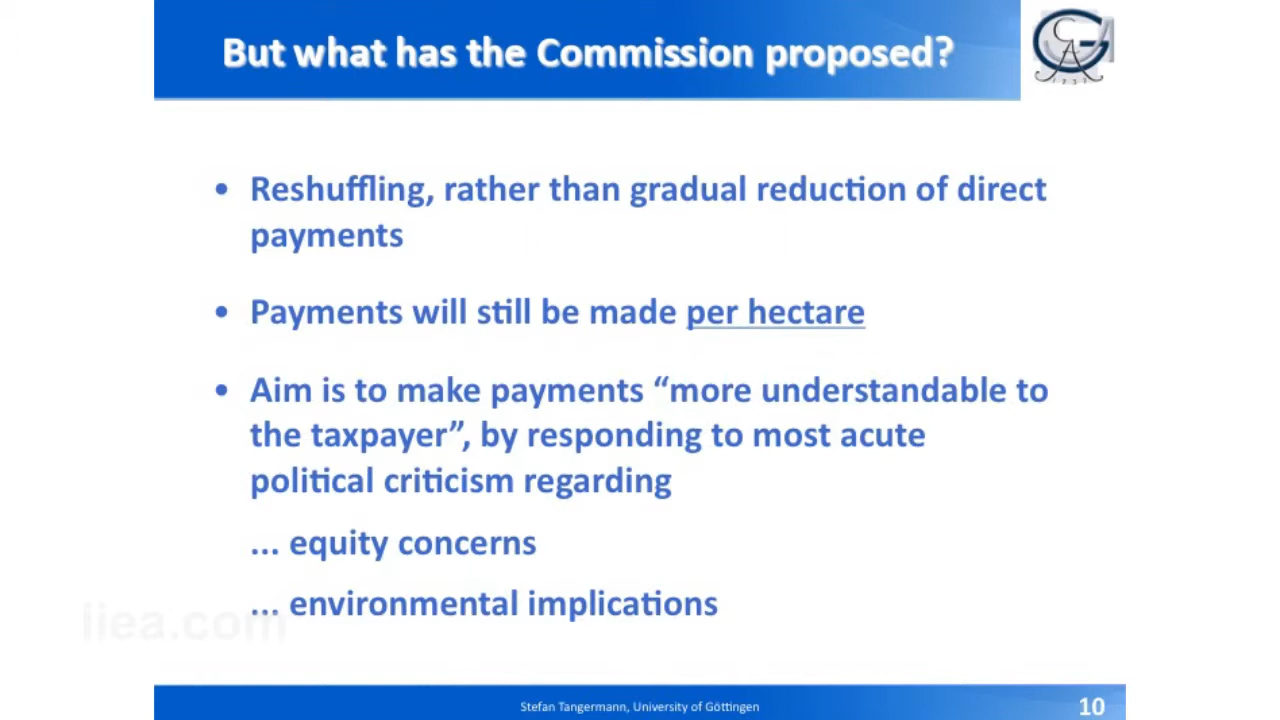 But what has the Commission proposed?
• Reshuffling, rather than gradual reduction of direct
payments
• Payments will still be made per hectare
• Aim is to make payments “more understandable to
the taxpayer”, by responding to most acute
political criticism regarding
... equity concerns
... environmental implications
iiea.com
Stefan Tangermann, University of Göttingen
10